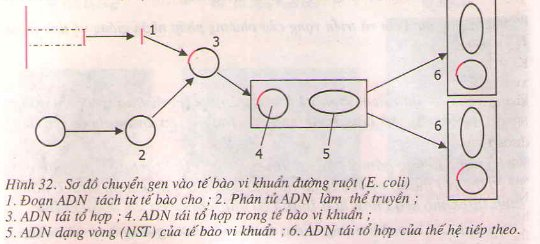 1
3
2
4
5
6
6
Hình 32. Sơ đồ chuyển gen vào tế bào vi khuẩn đường ruột (E. coli)
1. Đoạn ADN tách từ tế bào cho ; 2. Phân tử ADN làm thể truyền ;
3. ADN tái tổ hợp ; 4. ADN tái tổ hợp trong tế bào vi khuẩn ;
5. ADN dạng vòng (NST) của tế bào vi khuẩn ; 6. ADN tái tổ hợp của thế hệ tiếp theo.